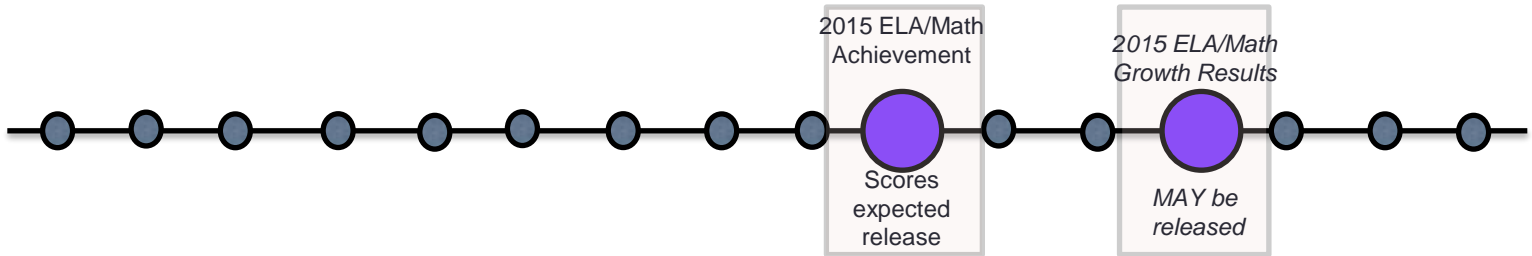 2015 ELA/Math
Achievement
Scores
expected
release
2015 ELA/Math
Growth Results
MAY be
released